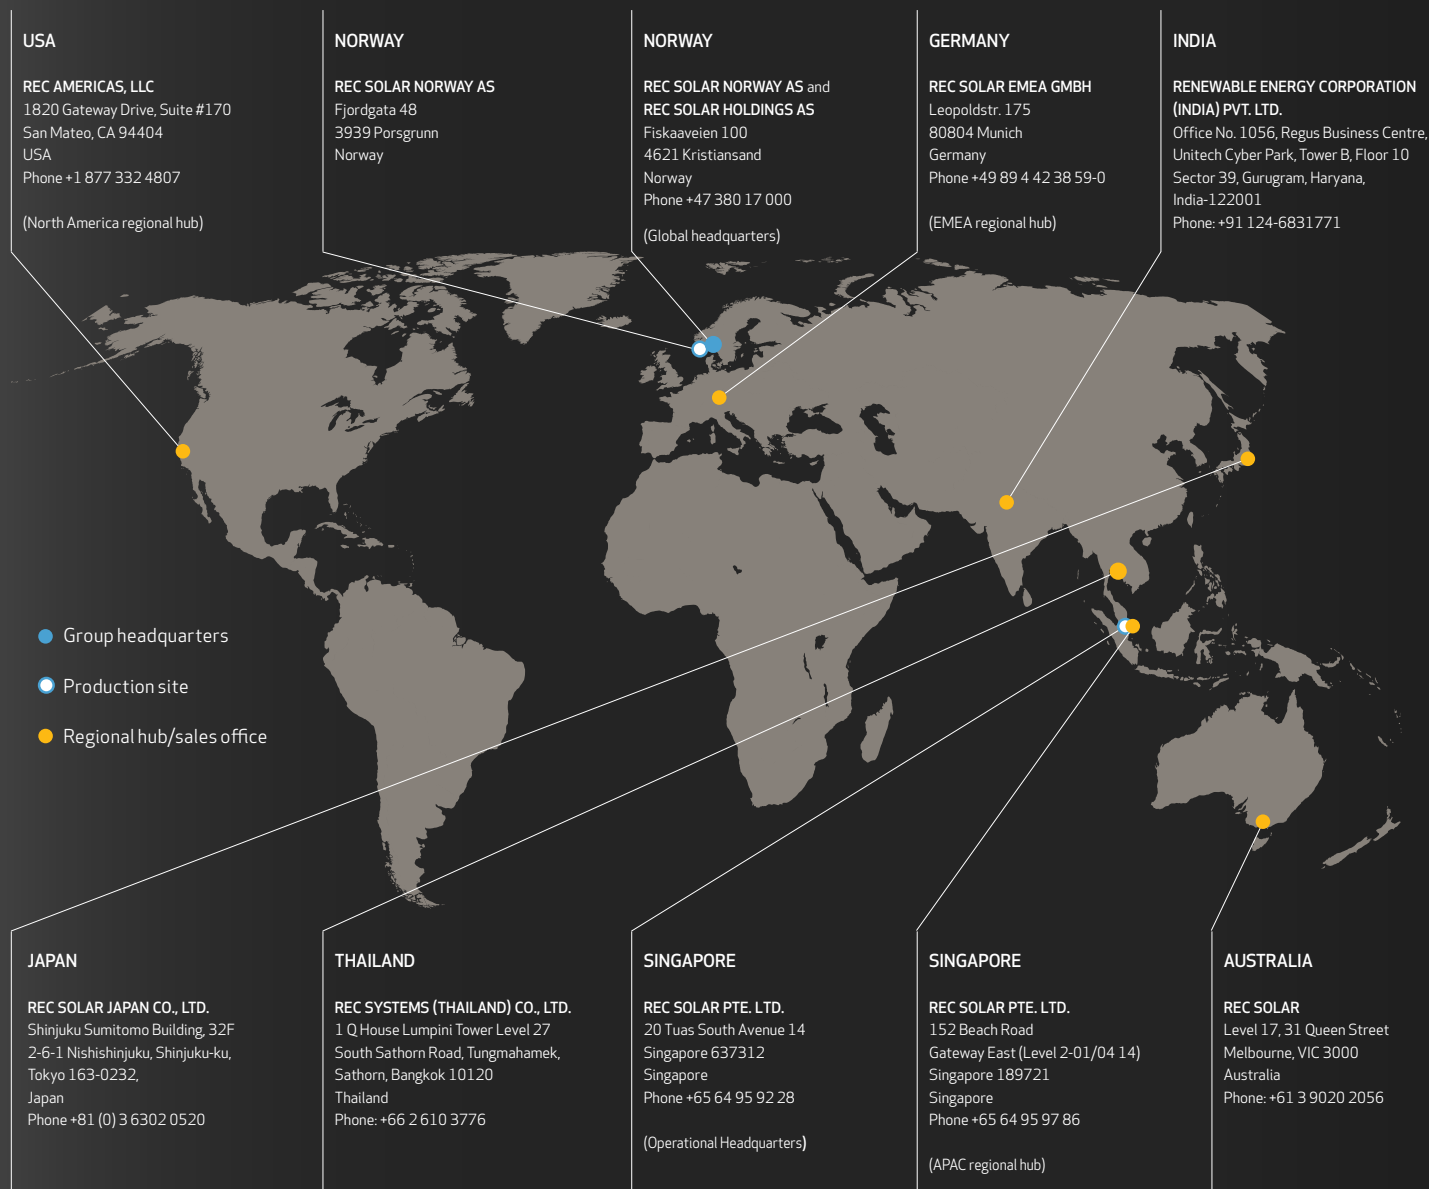 USA
REC AMERICAS, LLC
1820 Gateway Drive, Suite #170
San Mateo, CA 94404
USA
Phone +1 877 332 4807
(North America regional hub)
NORWAY
REC SOLAR NORWAY AS
Fjordgata 48
3939 Porsgrunn
Norway
NORWAY
REC SOLAR NORWAY AS and
REC SOLAR HOLDINGS AS
Fiskaaveien 100
4621 Kristiansand
Norway
Phone +47 380 17 000
(Global headquarters)
GERMANY
REC SOLAR EMEA GMBH
Leopoldstr. 175
80804 Munich
Germany
Phone +49 89 4 42 38 59-0
(EMEA regional hub)
INDIA
RENEWABLE ENERGY CORPORATION
(INDIA) PVT. LTD.
Office No. 1056, Regus Business Centre,
Unitech Cyber Park, Tower B, Floor 10
Sector 39, Gurugram, Haryana,
India-122001
Phone: +91 124-6831771
Group headquarters
Production site
Regional hub/sales office
JAPAN
REC SOLAR JAPAN CO., LTD.
Shinjuku Sumitomo Building, 32F
2-6-1 Nishishinjuku, Shinjuku-ku,
Tokyo 163-0232,
Japan
Phone +81 (0) 3 6302 0520
THAILAND
REC SYSTEMS (THAILAND) CO., LTD.
1 Q House Lumpini Tower Level 27
South Sathorn Road, Tungmahamek,
Sathorn, Bangkok 10120
Thailand
Phone: +66 2 610 3776
SINGAPORE
REC SOLAR PTE. LTD.
20 Tuas South Avenue 14
Singapore 637312
Singapore
Phone +65 64 95 92 28
(Operational Headquarters)
SINGAPORE
REC SOLAR PTE. LTD.
152 Beach Road
Gateway East (Level 2-01/04 14)
Singapore 189721
Singapore
Phone +65 64 95 97 86
(APAC regional hub)
AUSTRALIA
REC SOLAR
Level 17, 31 Queen Street
Melbourne, VIC 3000
Australia
Phone: +61 3 9020 2056